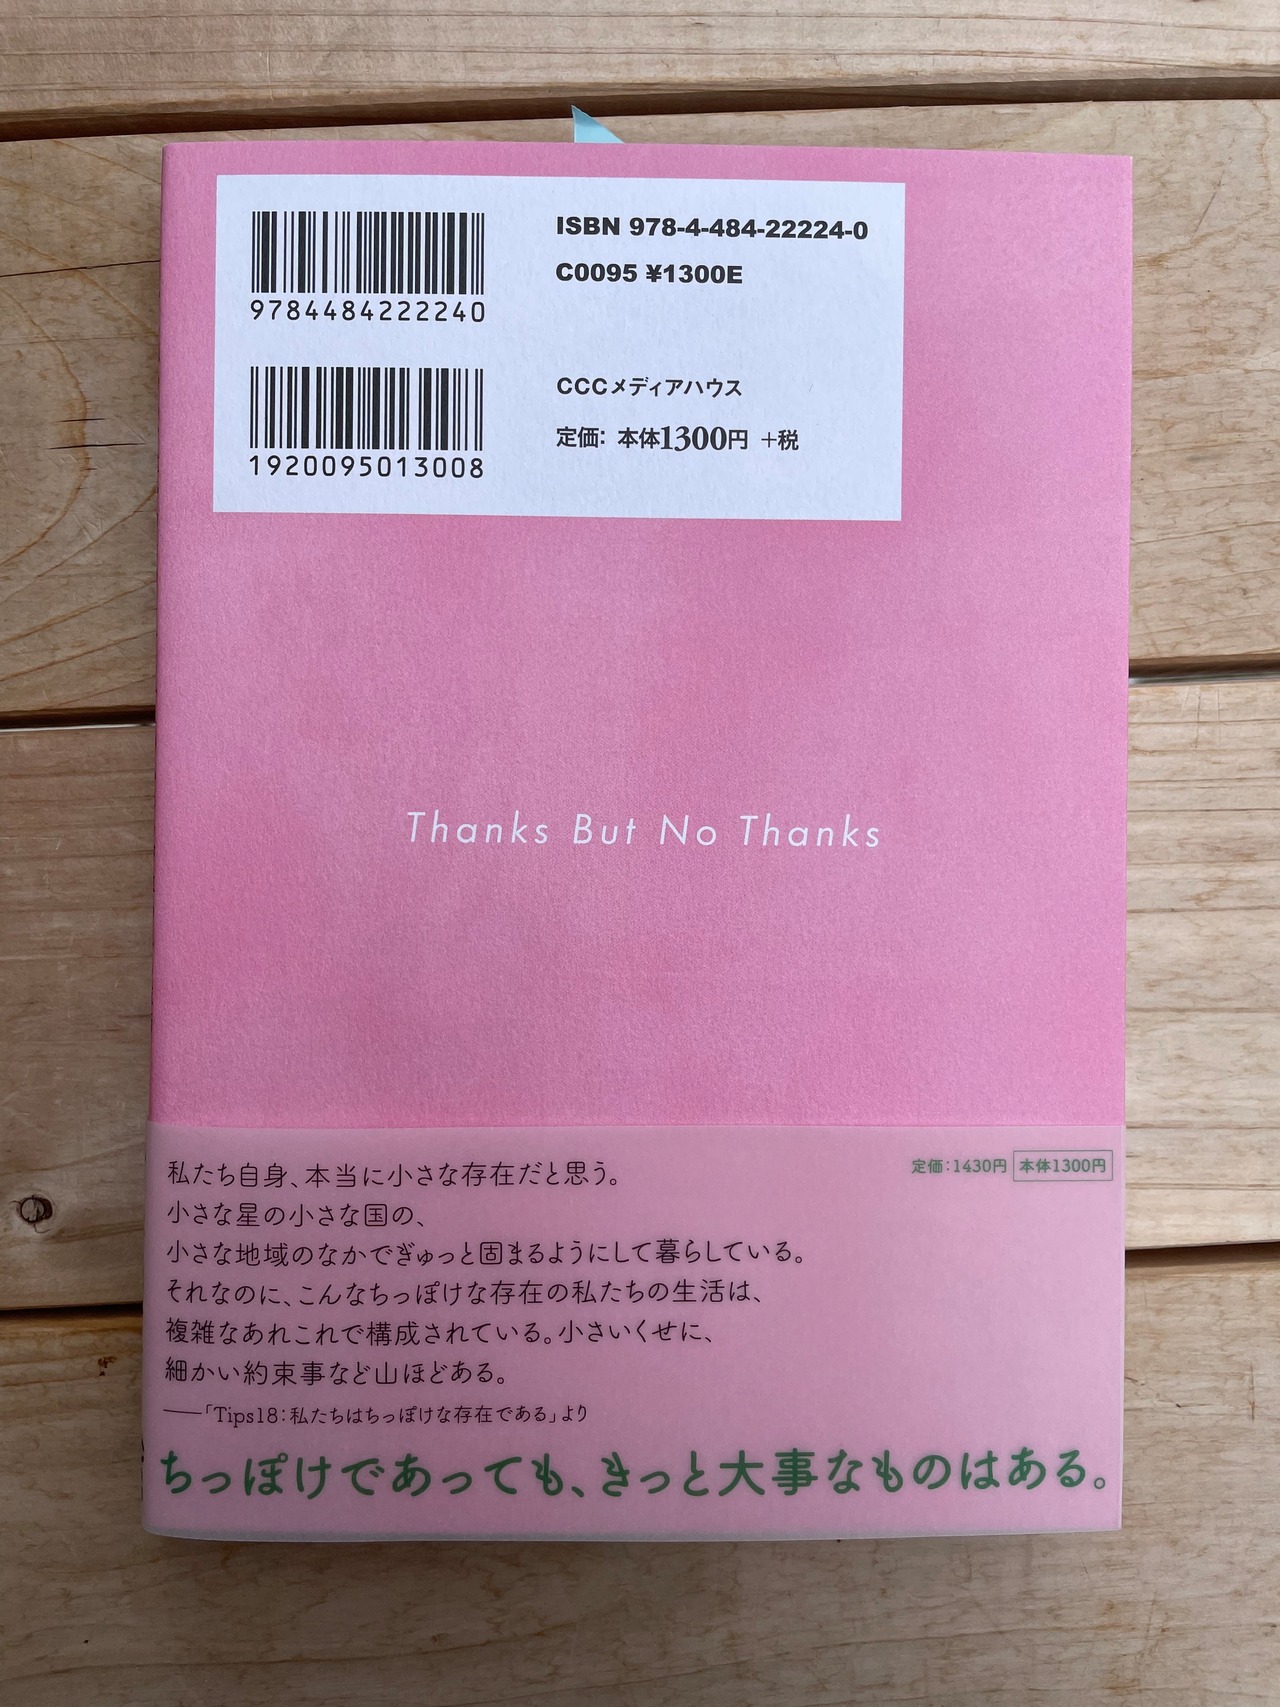 ISBN 978-4-484-22224-0
C0095 ¥1300E
9784484222240
CCCメディアハウス
定価: 本体1300円 +税
1920095013008
Thanks But No Thanks
定価:1430円 本体1300円
私たち自身、本当に小さな存在だと思う。
小さな星の小さな国の、
小さな地域のなかでぎゅっと固まるようにして暮らしている。
それなのに、こんなちっぽけな存在の私たちの生活は、
複雑なあれこれで構成されている。小さいくせに、
細かい約束事など山ほどある。
——「Tips18:私たちはちっぽけな存在である」より
ちっぽけであっても、きっと大事なものはある。